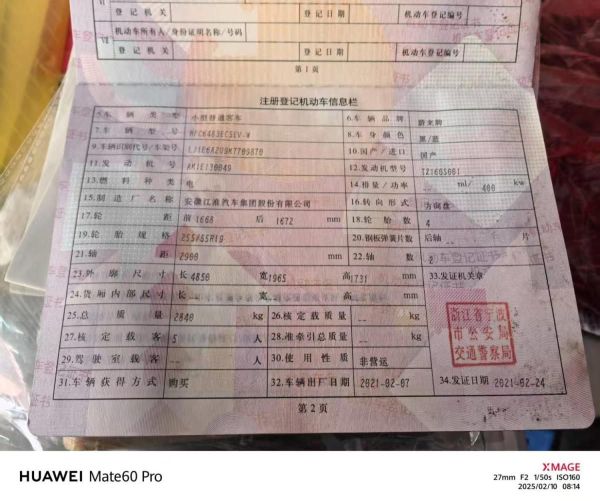 登记机关 登记日期 机动车登记编号
机动车所有人/身份证明名称/号码
登记机关 登记日期 机动车登记编号
第1页
注册登记机动车信息栏
5.车辆类型 小型普通客车 6.车辆品牌 蔚来牌
7.车辆型号 HFC6483ECSEV-W 8.车身颜色 黑/蓝
9.车辆识别代号/车架号 LJ1E6A2U9K7709870 10.国产/进口 国产
11.发动机号 AK1E130049 12.发动机型号 YZ160S001
13.燃料种类 电 14.排量/功率 ml/ 400 kw
15.制造厂名称 安徽江淮汽车集团股份有限公司 16.转向形式 方向盘
17.轮距 前1668 后1672 mm 18.轮胎数 4
19.轮胎规格 255/65R19 20.钢板弹簧片数 后轴 -- 片
21.轴距 2900 mm 22.轴数 2
23.外廓尺寸 长4850 宽1965 高1731 mm 33.发证机关章
24.货厢内部尺寸 长-- 宽-- 高-- mm
25.总质量 2840 kg 26.核定载质量 -- kg
27.核定载客 5 人 28.准牵引总质量 -- kg
浙江省宁波
市公安局
交通警察局
29.驾驶室载客 -- 人 30.使用性质 非营运
31.车辆获得方式 购买 32.车辆出厂日期 2021-02-07 34.发证日期 2021-02-24
第2页
HUAWEI Mate60 Pro
XMAGE
27mm F2 1/50s ISO160
2025/02/10 08:14